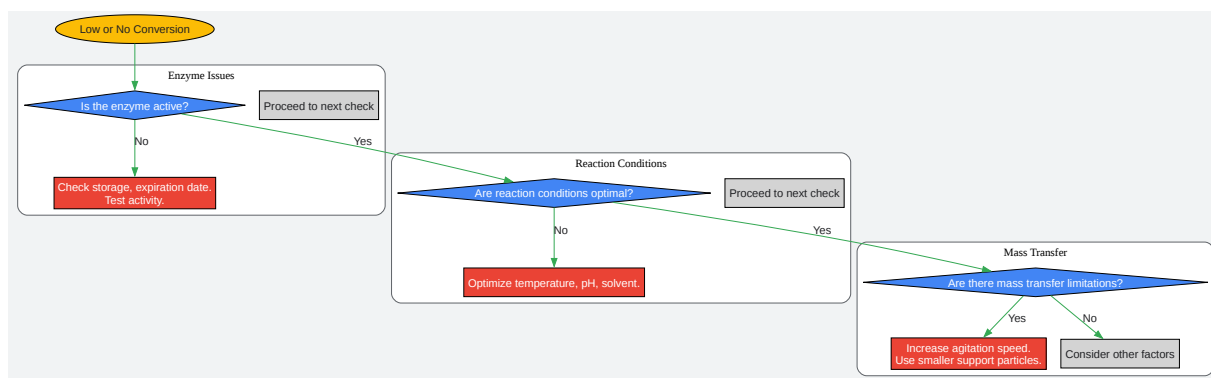 Low or No Conversion
Enzyme Issues
Is the enzyme active?
Proceed to next check
No
Yes
Check storage, expiration date.
Test activity.
Reaction Conditions
Are reaction conditions optimal?
Proceed to next check
No
Yes
Optimize temperature, pH, solvent.
Mass Transfer
Are there mass transfer limitations?
Yes
No
Increase agitation speed.
Use smaller support particles.
Consider other factors